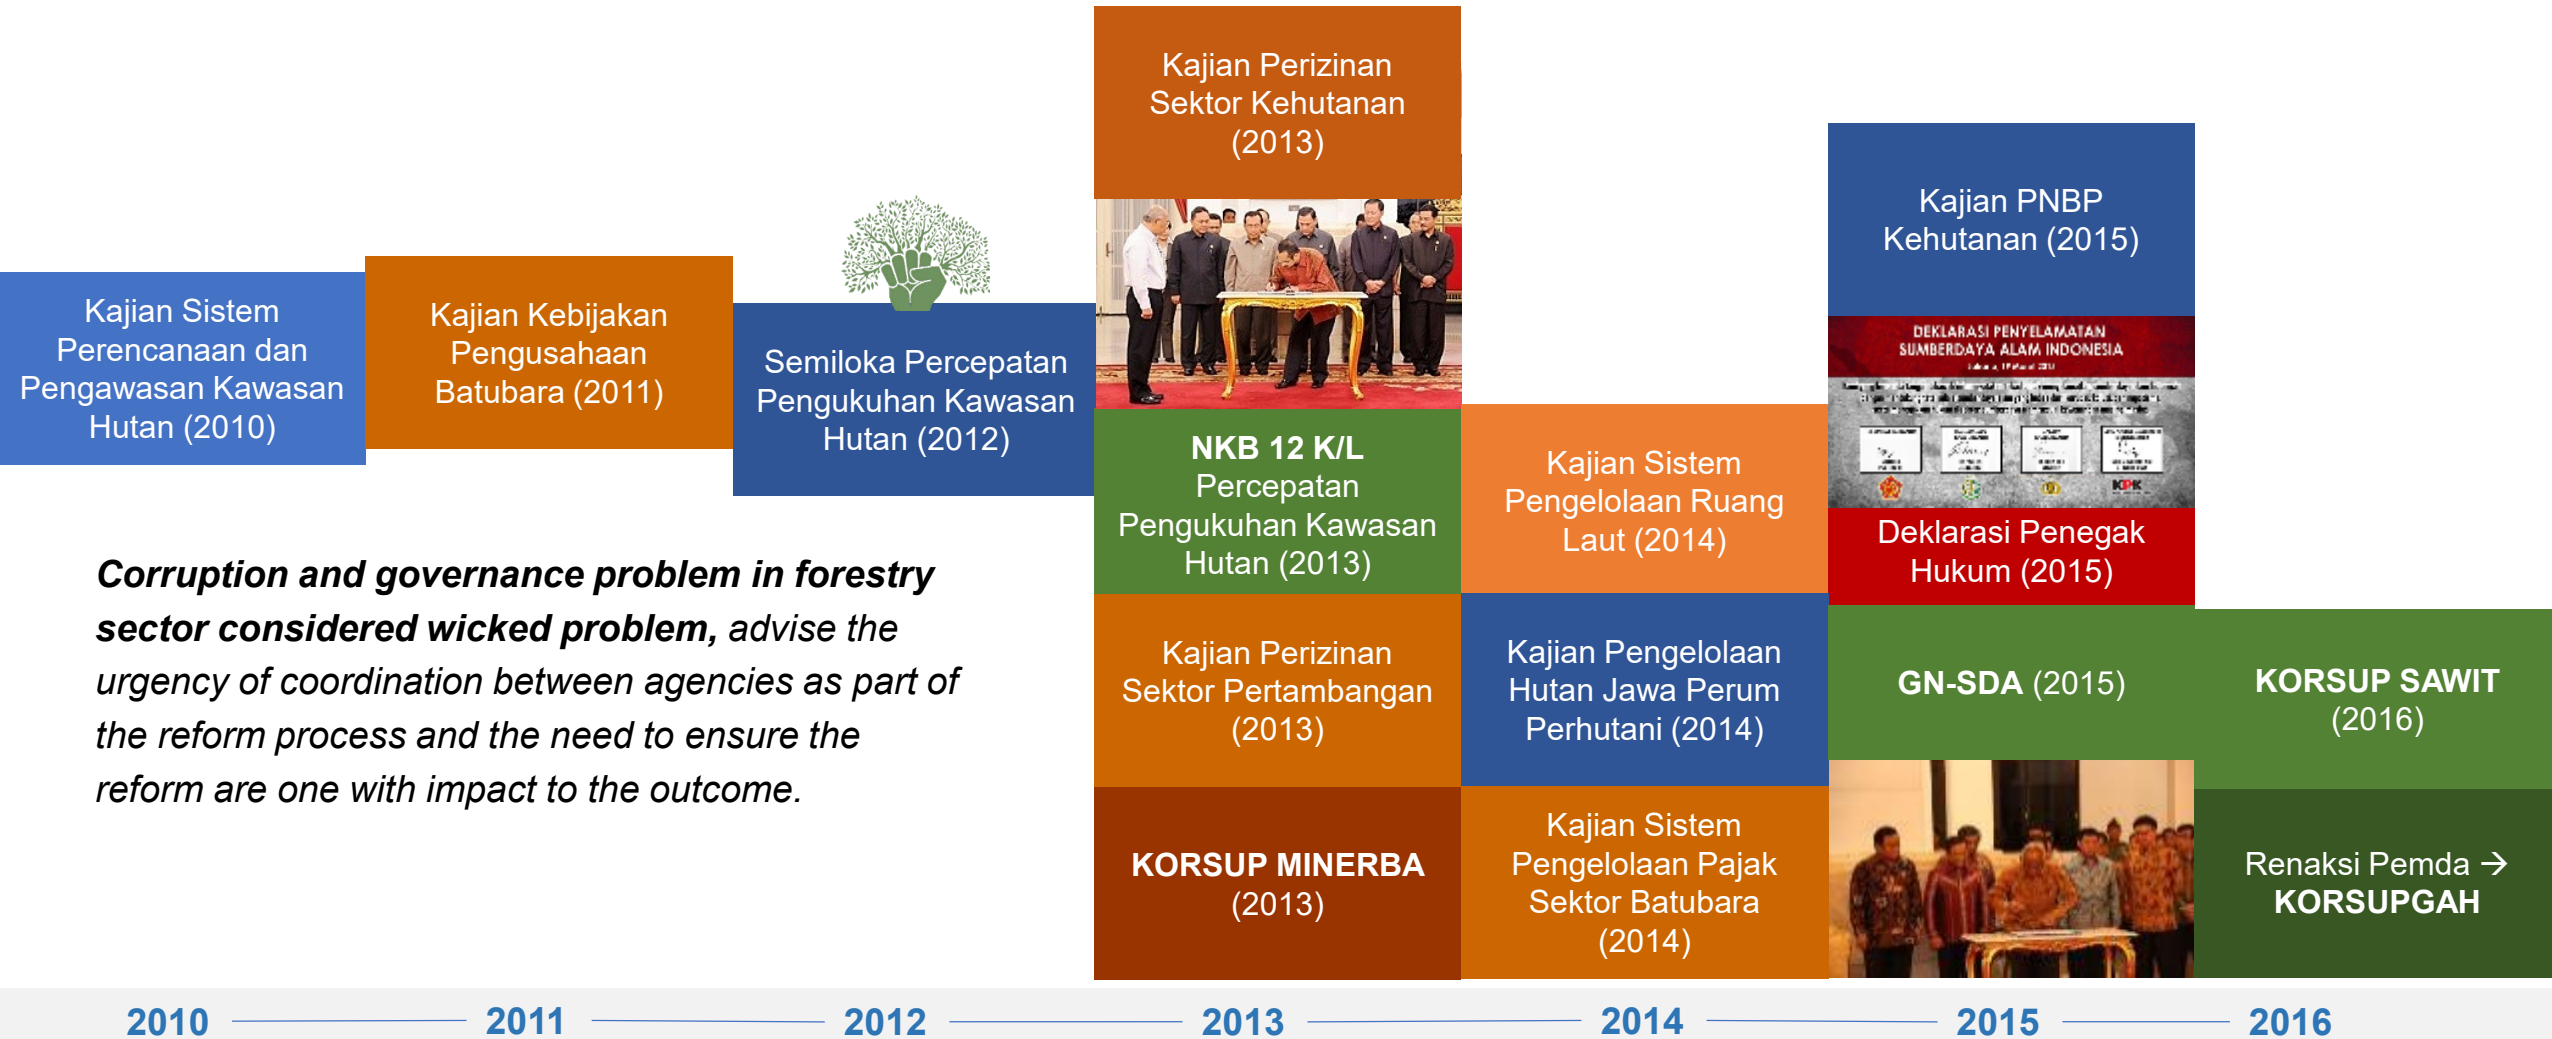 Kajian Sistem
Perencanaan dan
Pengawasan Kawasan
Hutan (2010)
Kajian Kebijakan
Pengusahaan
Batubara (2011)
Semiloka Percepatan
Pengukuhan Kawasan
Hutan (2012)
Kajian Perizinan
Sektor Kehutanan
(2013)
NKB 12 K/L
Percepatan
Pengukuhan Kawasan
Hutan (2013)
Kajian Perizinan
Sektor Pertambangan
(2013)
KORSUP MINERBA
(2013)
Kajian Sistem
Pengelolaan Ruang
Laut (2014)
Kajian Pengelolaan
Hutan Jawa Perum
Perhutani (2014)
Kajian Sistem
Pengelolaan Pajak
Sektor Batubara
(2014)
Kajian PNBP
Kehutanan (2015)
DEKLARASI PENYELAMATAN
SUMBERDAYA ALAM INDONESIA
KPK
Deklarasi Penegak
Hukum (2015)
GN-SDA (2015)
KORSUP SAWIT
(2016)
Renaksi Pemda →
KORSUPGAH
Corruption and governance problem in forestry
sector considered wicked problem, advise the
urgency of coordination between agencies as part of
the reform process and the need to ensure the
reform are one with impact to the outcome.
2010 2011 2012 2013 2014 2015 2016